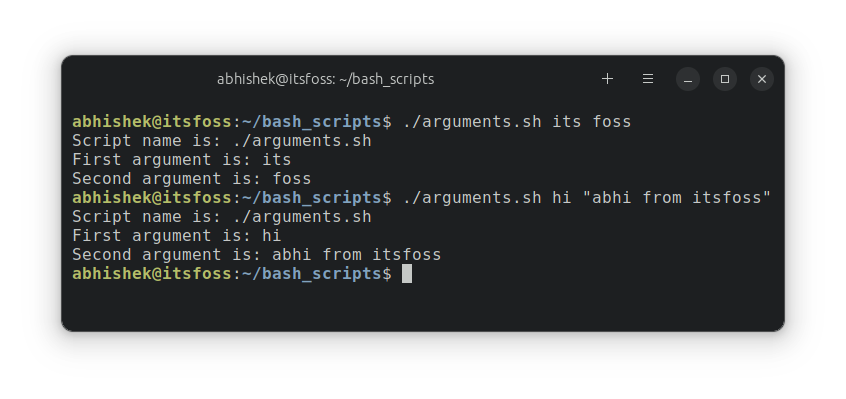 abhishek@itsfoss: ~/bash_scripts
abhishek@itsfoss:~/bash_scripts$ ./arguments.sh its foss
Script name is: ./arguments.sh
First argument is: its
Second argument is: foss
abhishek@itsfoss:~/bash_scripts$ ./arguments.sh hi "abhi from itsfoss"
Script name is: ./arguments.sh
First argument is: hi
Second argument is: abhi from itsfoss
abhishek@itsfoss:~/bash_scripts$